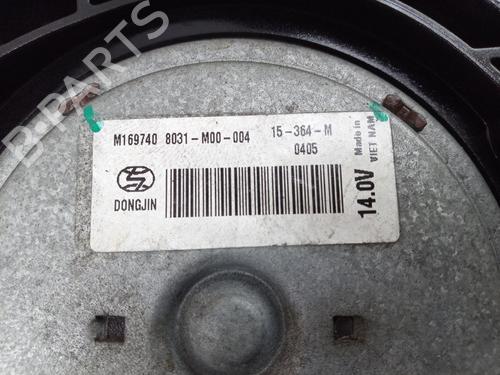 B-PARTS
M169740 8031-M00-004
15-364-M
0405
DONGJIN
14.0V
Made in
VIET NAM